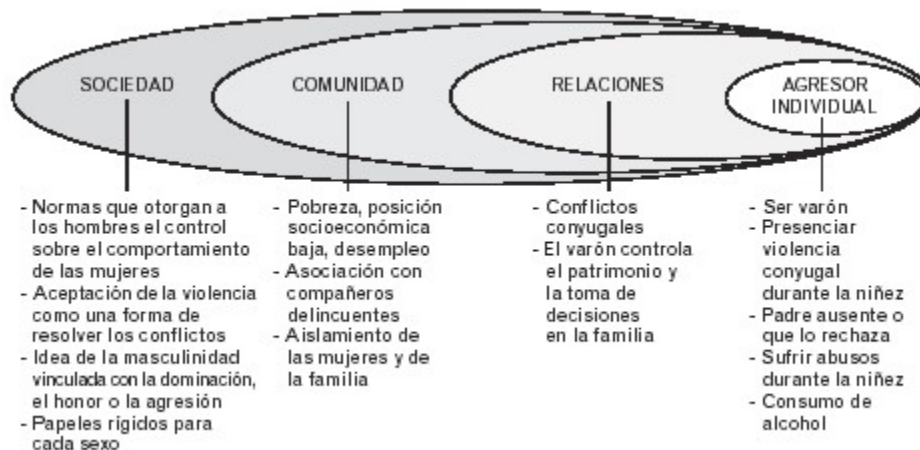 SOCIEDAD
COMUNIDAD
RELACIONES
AGRESOR
INDIVIDUAL
- Normas que otorgan a
los hombres el control
sobre el comportamiento
de las mujeres
- Aceptación de la violencia
como una forma de
resolver los conflictos
- Idea de la masculinidad
vinculada con la dominación,
el honor o la agresión
- Papeles rígidos para
cada sexo
- Pobreza, posición
socioeconómica
baja, desempleo
- Asociación con
compañeros
delincuentes
- Aislamiento de
las mujeres y de
la familia
- Conflictos
conyugales
- El varón controla
el patrimonio y
la toma de
decisiones
en la familia
- Ser varón
- Presenciar
violencia
conyugal
durante la niñez
- Padre ausente o
que lo rechaza
- Sufrir abusos
durante la niñez
- Consumo de
alcohol